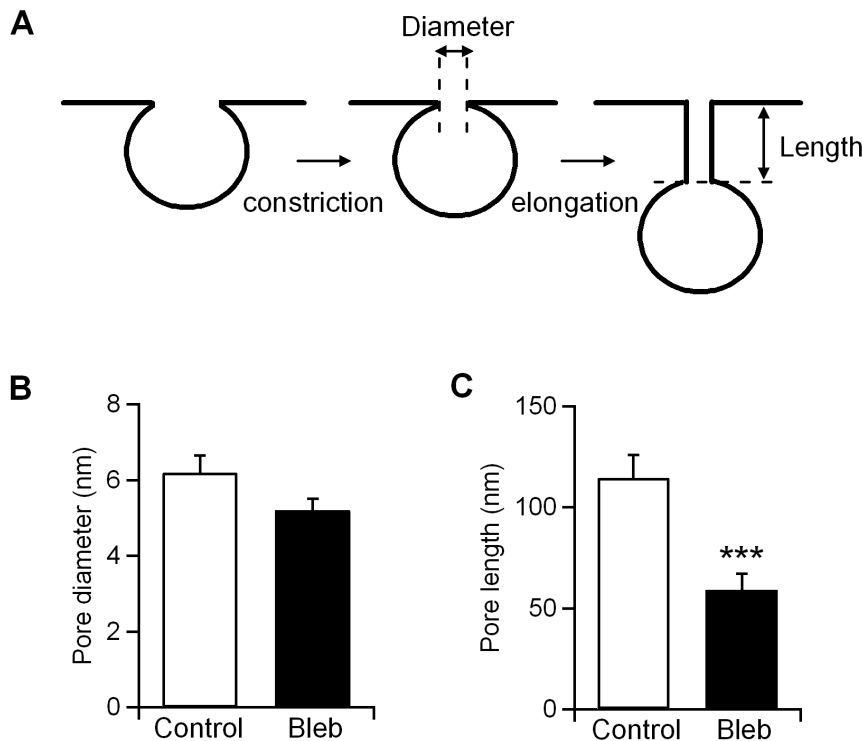 A
Diameter
constriction
elongation
Length
B
Pore diameter (nm)
8
6
4
2
0
Control
Bleb
C
Pore length (nm)
150
100
50
0
***
Control
Bleb